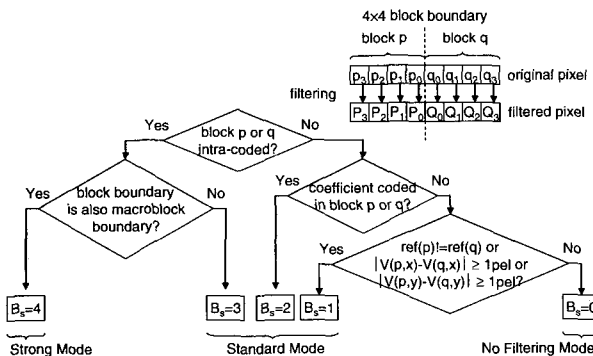 4×4 block boundary
block p block q
p3 p2 p1 p0 q0 q1 q2 q3 original pixel
filtering
P3 P2 P1 P0 Q0 Q1 Q2 Q3 filtered pixel
Yes
block p or q
intra-coded?
No
Yes
block boundary
is also macroblock
boundary?
No
Yes
coefficient coded
in block p or q?
No
Yes
ref(p)!=ref(q) or
|V(p,x)-V(q,x)| ≥ 1pel or
|V(p,y)-V(q,y)| ≥ 1pel?
No
Bs=4 Bs=3 Bs=2 Bs=1 Bs=0
Strong Mode Standard Mode No Filtering Mode